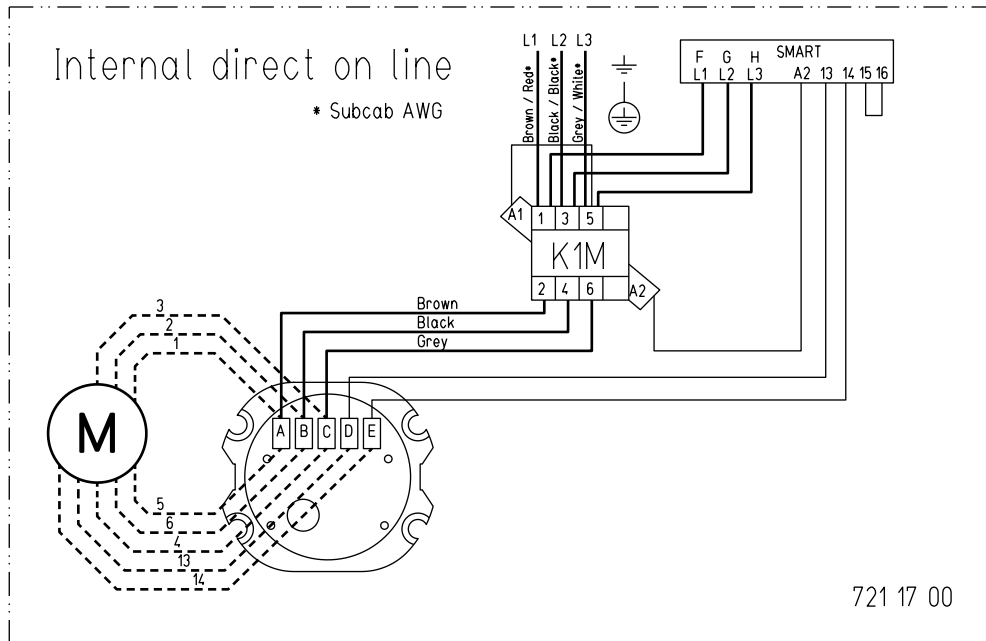 Internal direct on line
* Subcab AWG
L1 L2 L3
Brown / Red*
Black / Black*
Grey / White*
SMART
F G H
L1 L2 L3 A2 13 14 15 16
A1
1 3 5
K1M
2 4 6
A2
Brown
Black
Grey
3
2
1
M
A B C D E
5
6
4
13
14
721 17 00